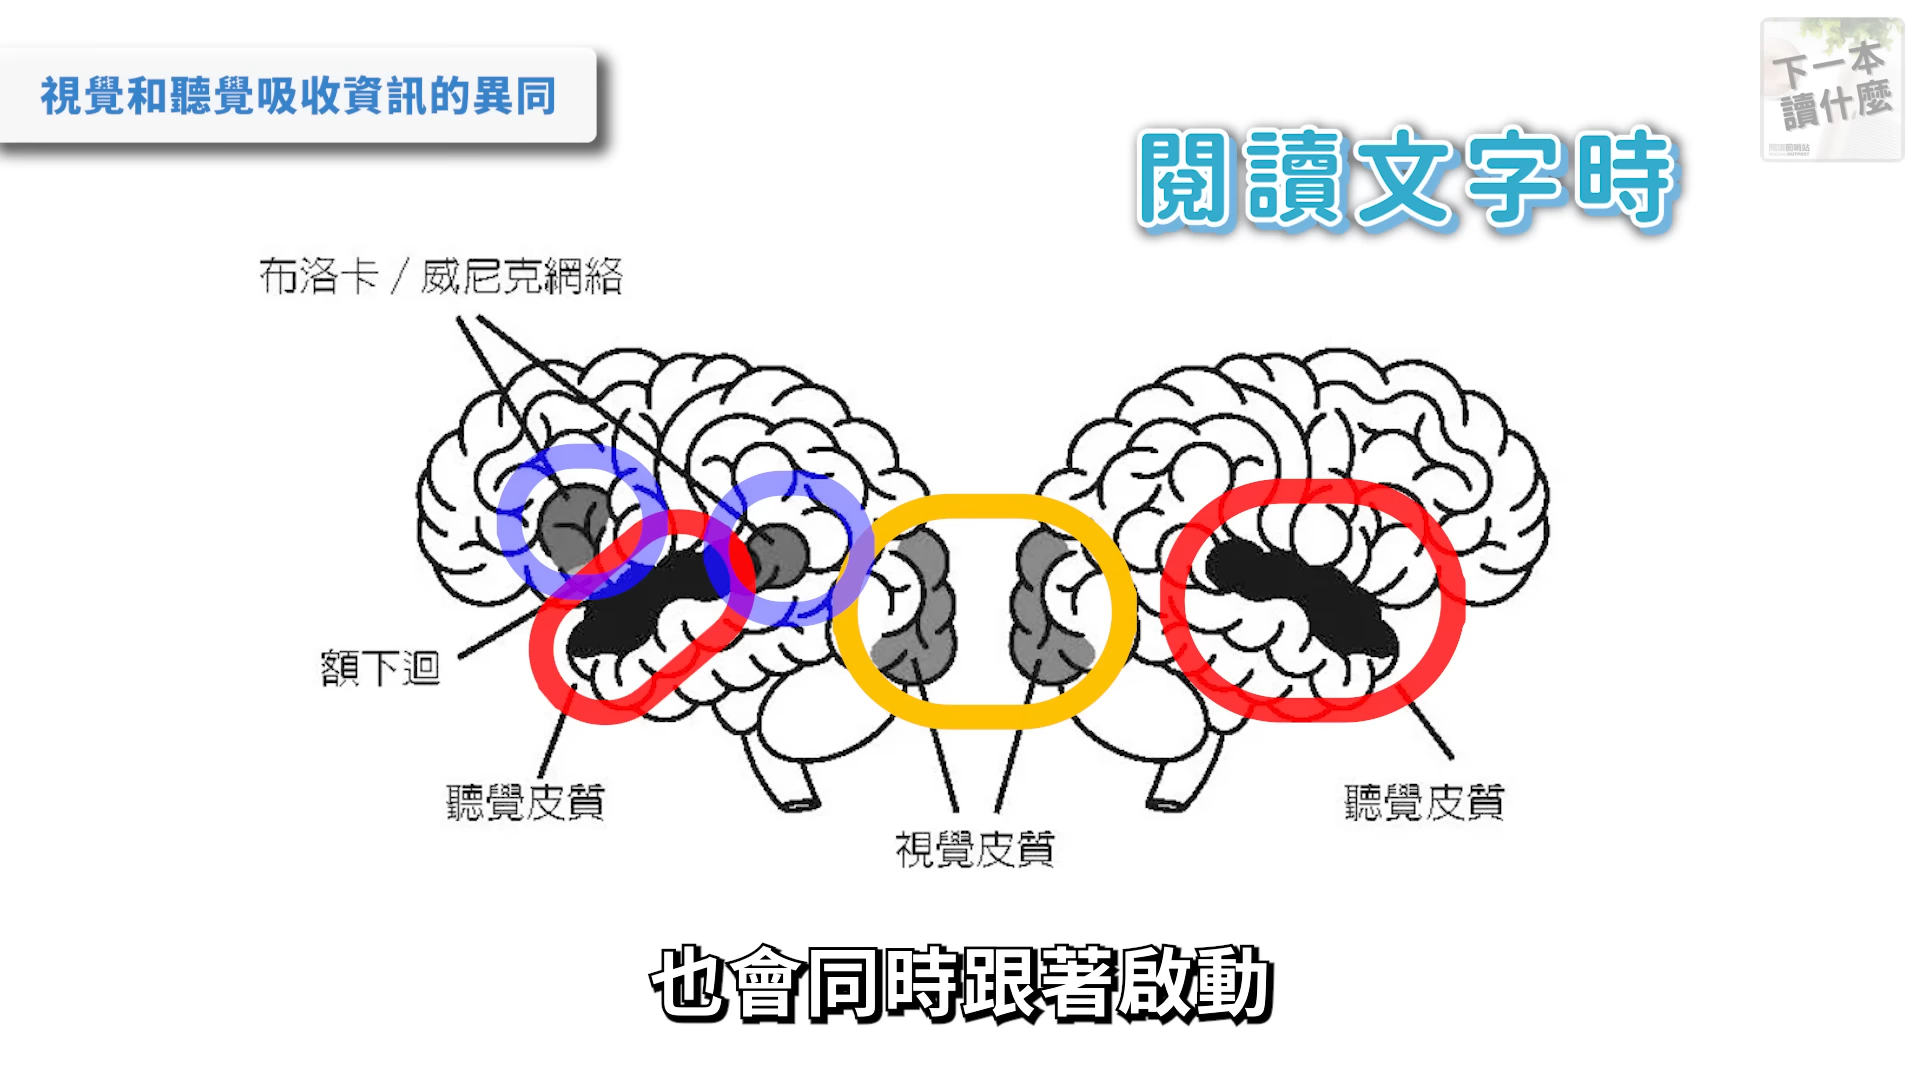 視覺和聽覺吸收資訊的異同
下一本
讀什麼
閱讀文字時
布洛卡 / 威尼克網絡
額下迴
聽覺皮質
視覺皮質
聽覺皮質
也會同時跟著啟動